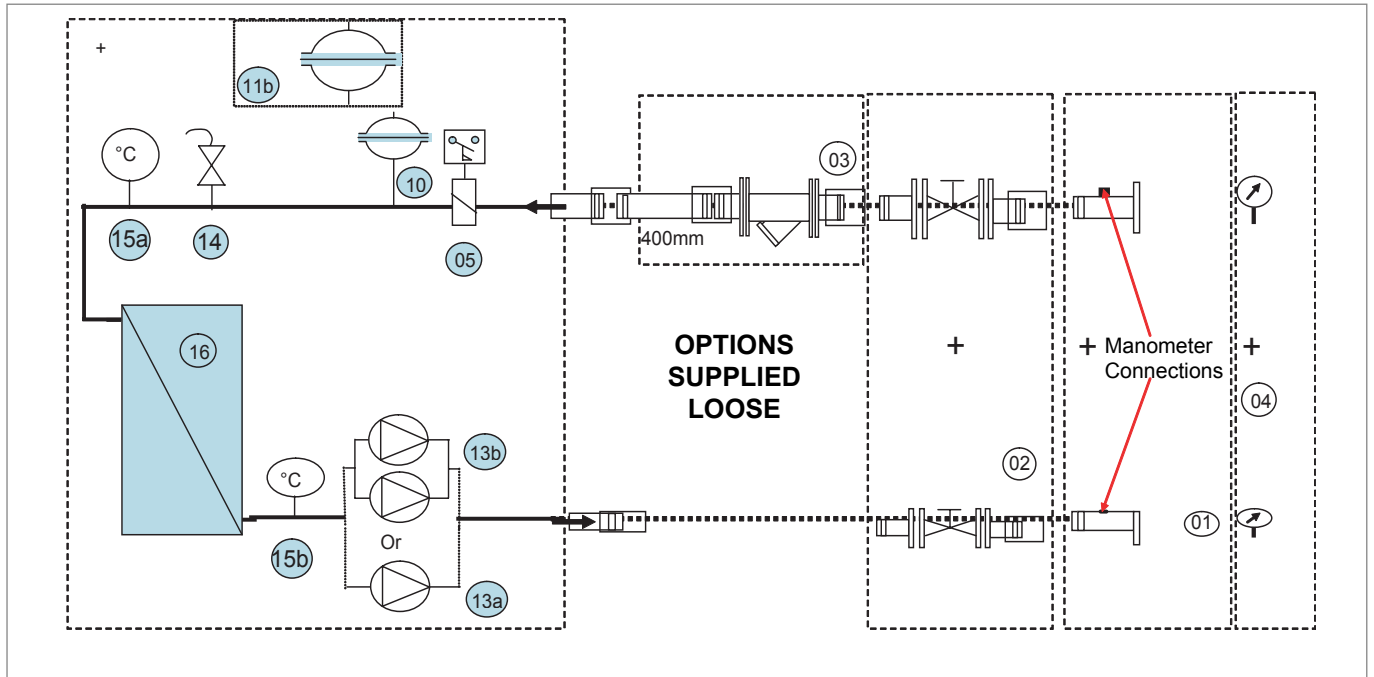 +
11b
°C
10
03
15a
14
05
400mm
16
OPTIONS
SUPPLIED
LOOSE
+
+
Manometer
Connections
+
04
13b
°C
02
01
Or
15b
13a